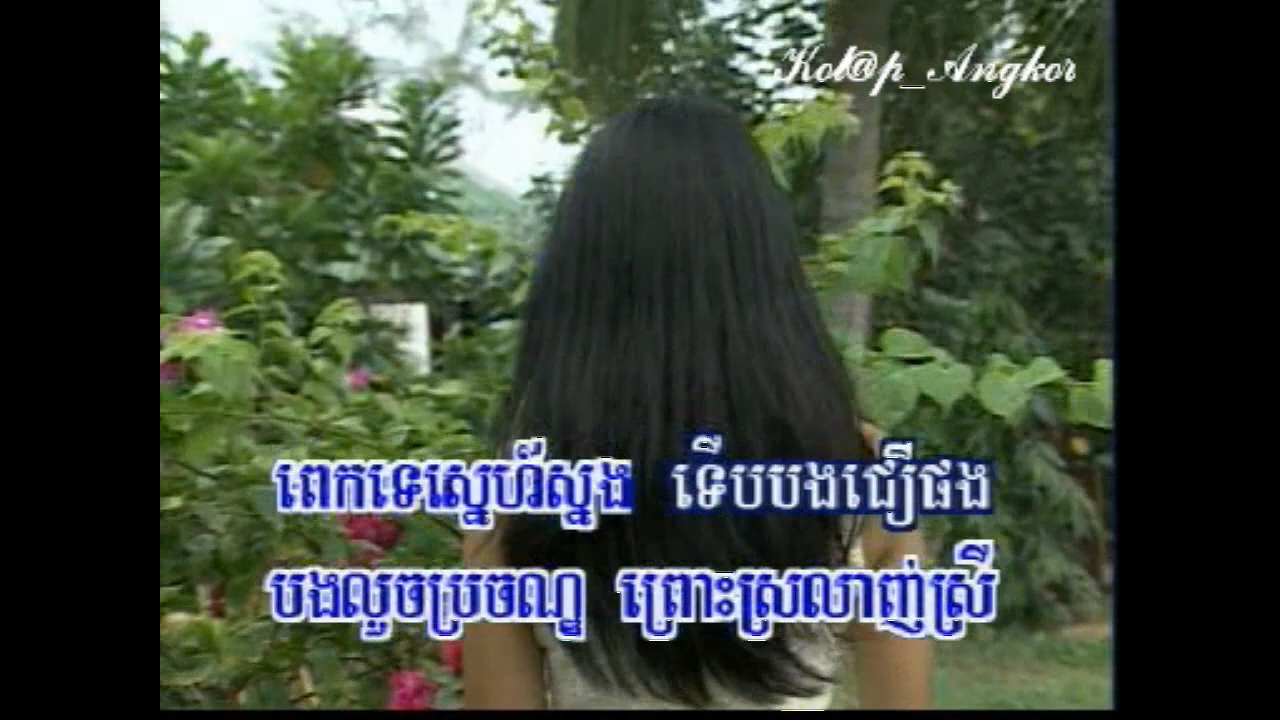 Kol@p_Angkor
ពេកទេស្នេហ៍ស្នង ទើបបងជឿផង
បងលួចប្រចណ្ឌ ព្រោះស្រលាញ់ស្រី